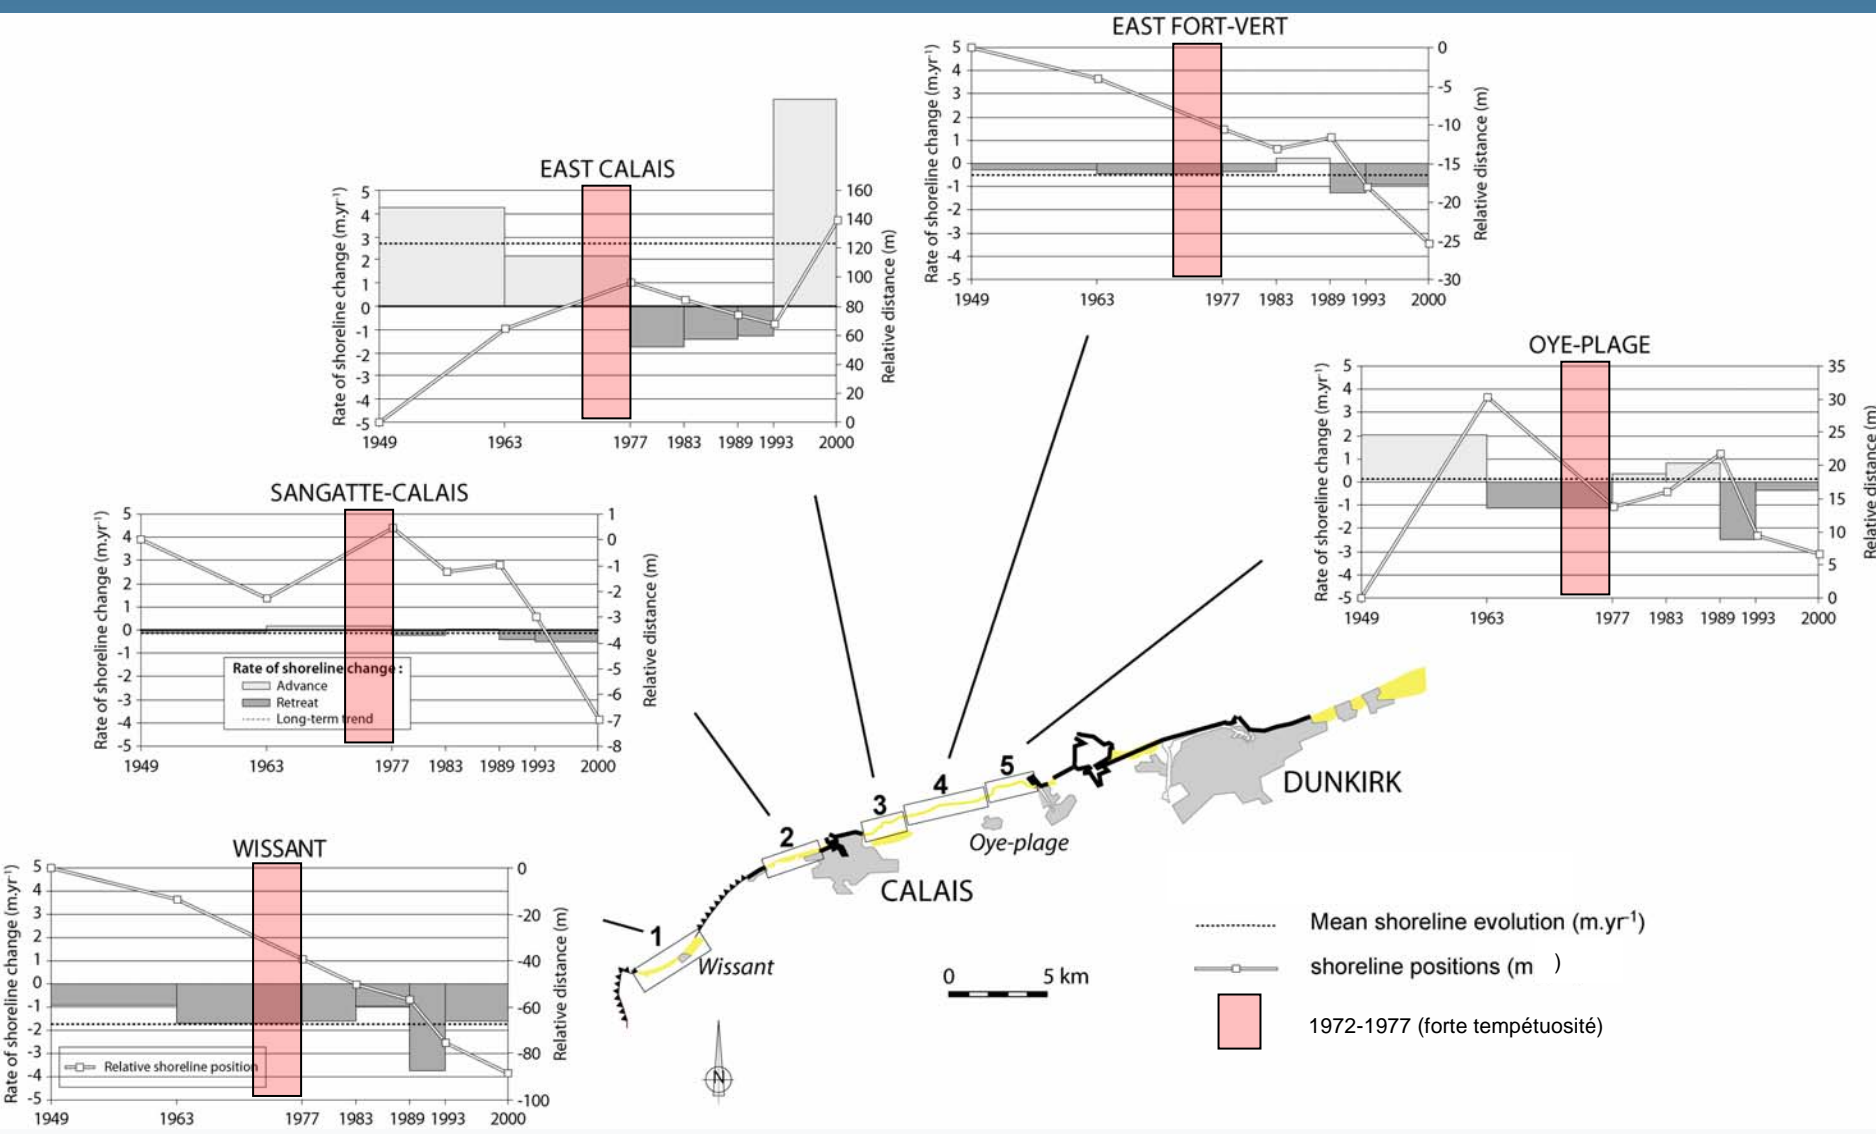 EAST FORT-VERT
Rate of shoreline change (m.yr⁻¹)
5
4
3
2
1
0
-1
-2
-3
-4
-5
0
-5
-10
-15
-20
-25
-30
Relative distance (m)
1949 1963 1977 1983 1989 1993 2000
EAST CALAIS
Rate of shoreline change (m.yr⁻¹)
5
4
3
2
1
0
-1
-2
-3
-4
-5
160
140
120
100
80
60
40
20
0
Relative distance (m)
1949 1963 1977 1983 1989 1993 2000
OYE-PLAGE
Rate of shoreline change (m.yr⁻¹)
5
4
3
2
1
0
-1
-2
-3
-4
-5
35
30
25
20
15
10
5
0
Relative distance (m)
1949 1963 1977 1983 1989 1993 2000
SANGATTE-CALAIS
Rate of shoreline change (m.yr⁻¹)
5
4
3
2
1
0
-1
-2
-3
-4
-5
1
0
-1
-2
-3
-4
-5
-6
-7
-8
Relative distance (m)
Rate of shoreline change :
Advance
Retreat
Long-term trend
1949 1963 1977 1983 1989 1993 2000
WISSANT
Rate of shoreline change (m.yr⁻¹)
5
4
3
2
1
0
-1
-2
-3
-4
-5
0
-20
-40
-60
-80
-100
Relative distance (m)
Relative shoreline position
1949 1963 1977 1983 1989 1993 2000
1
2
3
4
5
Wissant
CALAIS
Oye-plage
DUNKIRK
0 5 km
N
Mean shoreline evolution (m.yr⁻¹)
shoreline positions (m )
1972-1977 (forte tempétuosité)